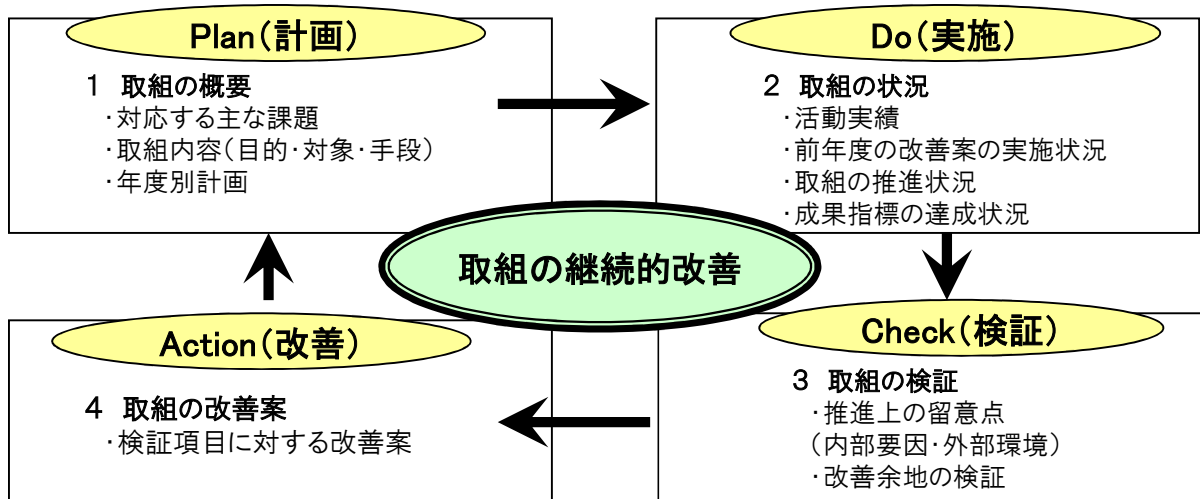 Plan(計画)
1 取組の概要
・対応する主な課題
・取組内容(目的・対象・手段)
・年度別計画
Do(実施)
2 取組の状況
・活動実績
・前年度の改善案の実施状況
・取組の推進状況
・成果指標の達成状況
取組の継続的改善
Check(検証)
3 取組の検証
・推進上の留意点
(内部要因・外部環境)
・改善余地の検証
Action(改善)
4 取組の改善案
・検証項目に対する改善案